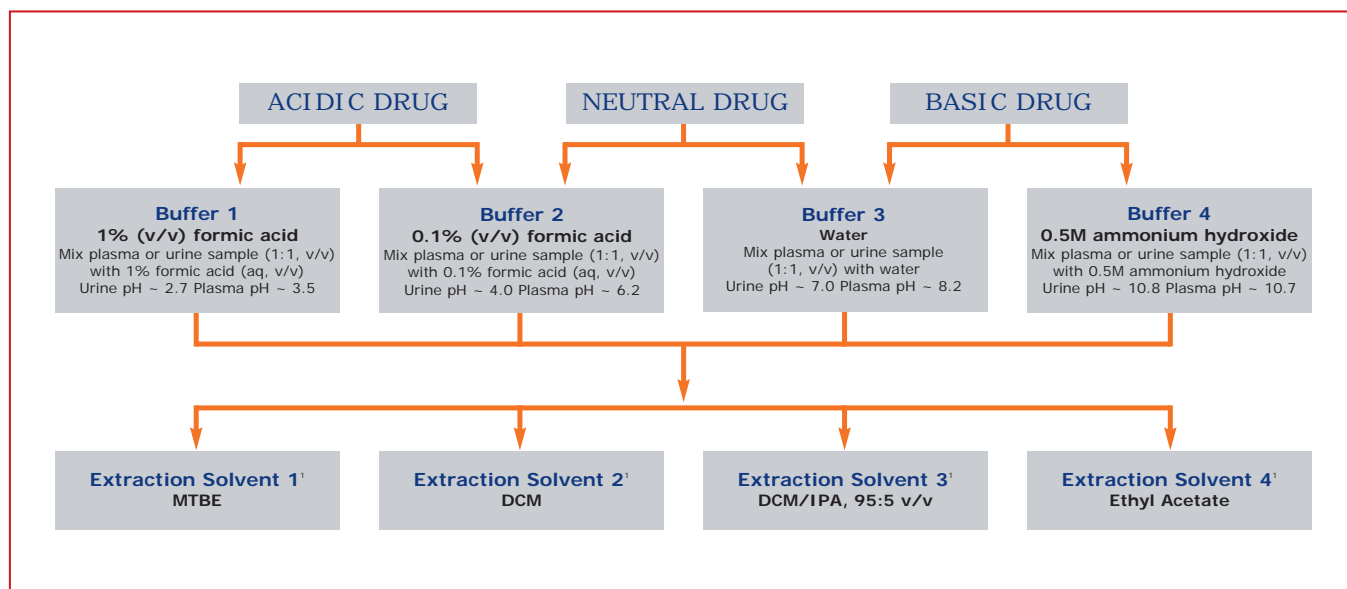 ACIDIC DRUG
NEUTRAL DRUG
BASIC DRUG
Buffer 1
1% (v/v) formic acid
Mix plasma or urine sample (1:1, v/v)
with 1% formic acid (aq, v/v)
Urine pH ~ 2.7 Plasma pH ~ 3.5
Buffer 2
0.1% (v/v) formic acid
Mix plasma or urine sample (1:1, v/v)
with 0.1% formic acid (aq, v/v)
Urine pH ~ 4.0 Plasma pH ~ 6.2
Buffer 3
Water
Mix plasma or urine sample
(1:1, v/v) with water
Urine pH ~ 7.0 Plasma pH ~ 8.2
Buffer 4
0.5M ammonium hydroxide
Mix plasma or urine sample (1:1, v/v)
with 0.5M ammonium hydroxide
Urine pH ~ 10.8 Plasma pH ~ 10.7
Extraction Solvent 1¹
MTBE
Extraction Solvent 2¹
DCM
Extraction Solvent 3¹
DCM/IPA, 95:5 v/v
Extraction Solvent 4¹
Ethyl Acetate